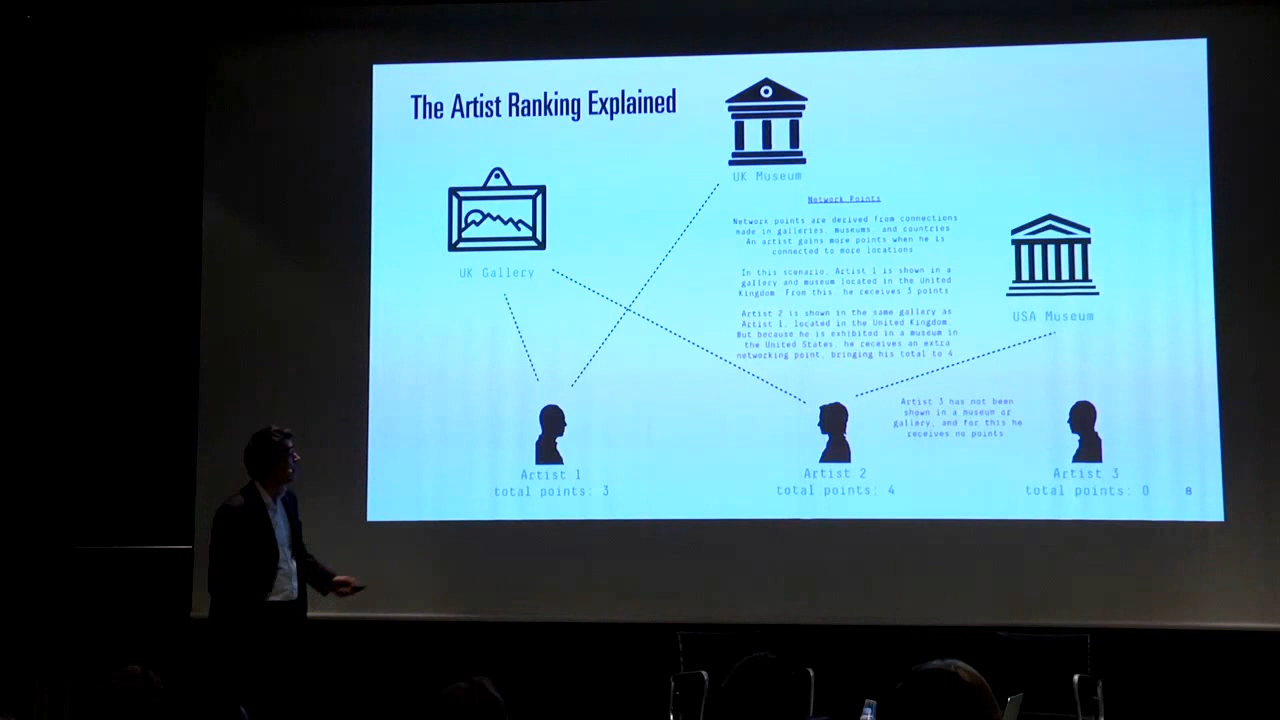 The Artist Ranking Explained
UK Museum
UK Gallery
USA Museum
Network Points
Network points are derived from connections
made in galleries, museums, and countries
An artist gains more points when he is
connected to more locations
In this scenario, Artist 1 is shown in a
gallery and museum located in the United
Kingdom. From this, he receives 3 points
Artist 2 is shown in the same gallery as
Artist 1, located in the United Kingdom
But because he is exhibited in a museum in
the United States, he receives an extra
networking point, bringing his total to 4
Artist 3 has not been
shown in a museum or
gallery, and for this he
receives no points
Artist 1
total points: 3
Artist 2
total points: 4
Artist 3
total points: 0
8